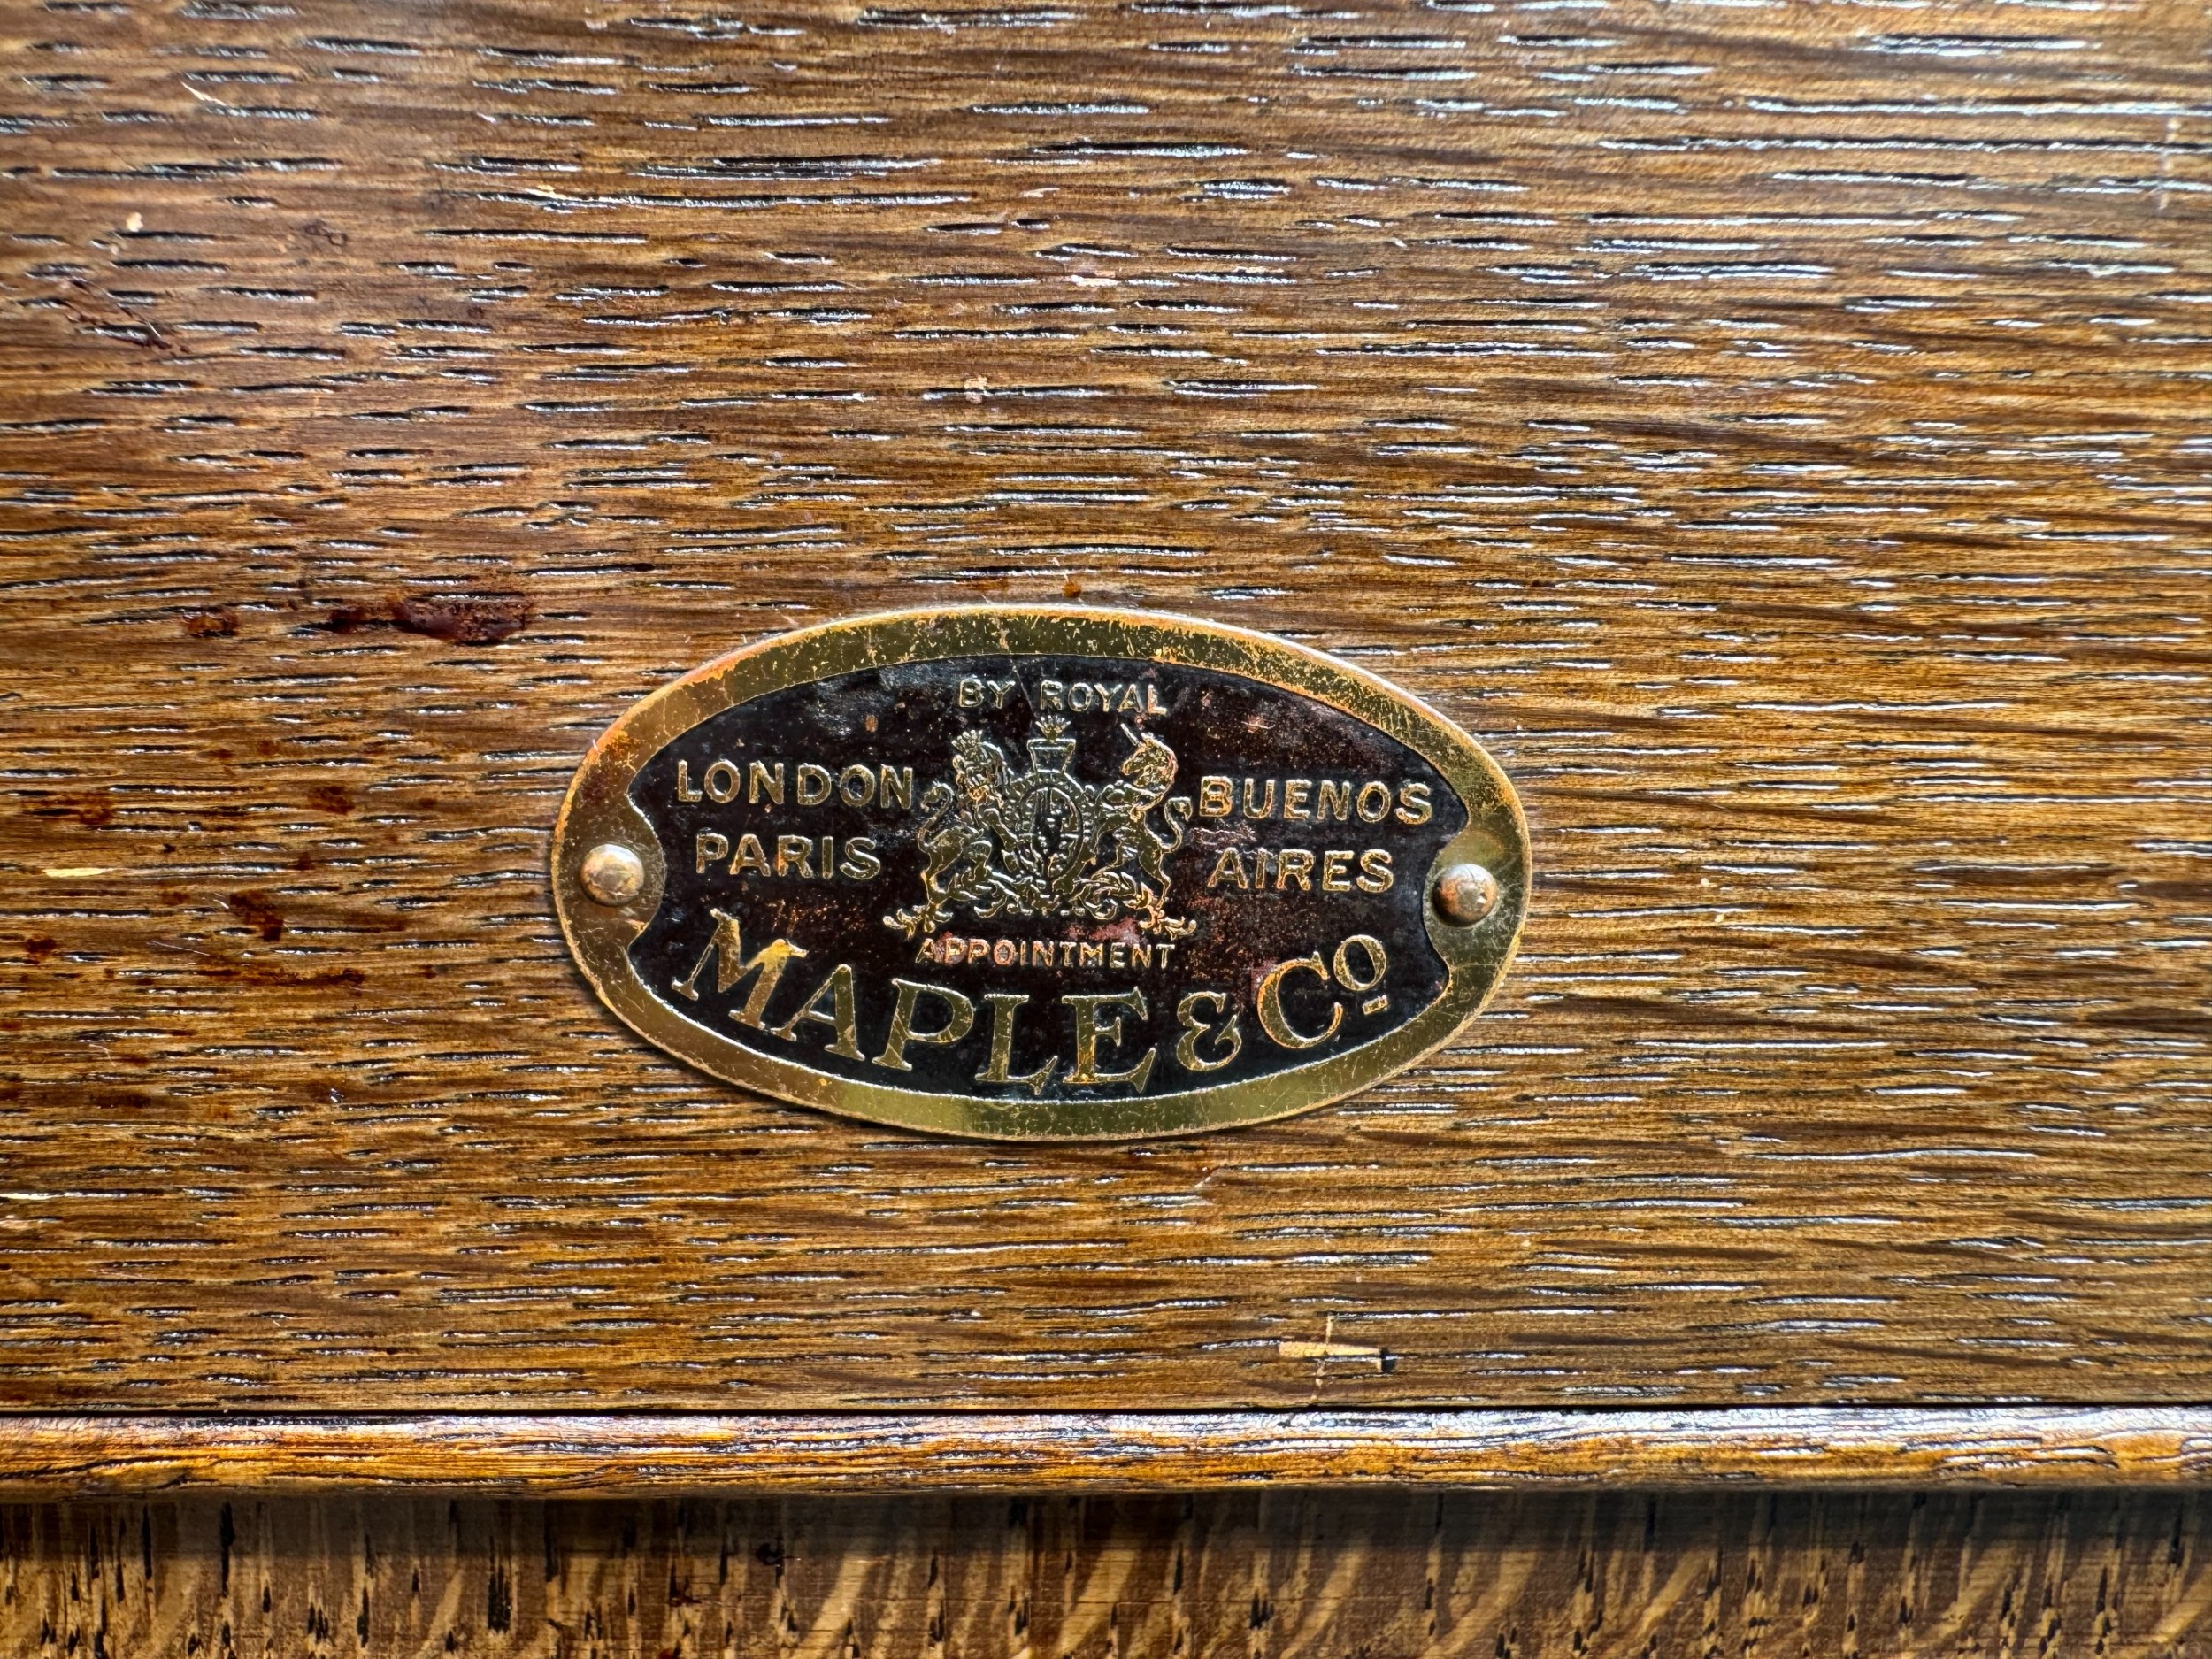 BY ROYAL
LONDON
PARIS
BUENOS
AIRES
APPOINTMENT
MAPLE & Cº